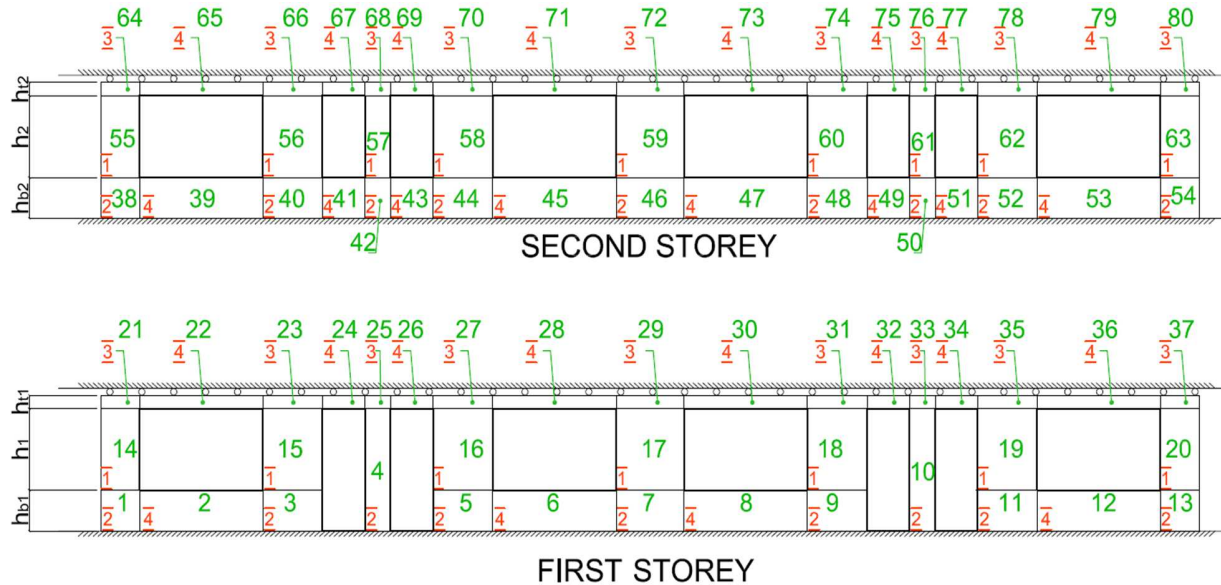 64 65 66 67 68 69 70 71 72 73 74 75 76 77 78 79 80
3 4 3 4 3 4 3 4 3 4 3 4 3 4 3 4 3
ht2
h2
55 56 57 58 59 60 61 62 63
1 1 1 1 1 1 1 1 1
hb2
38 39 40 41 43 44 45 46 47 48 49 51 52 53 54
2 4 2 4 2 4 2 4 2 4 2 4 2 4 2 4 2
42 50
SECOND STOREY
21 22 23 24 25 26 27 28 29 30 31 32 33 34 35 36 37
3 4 3 4 3 4 3 4 3 4 3 4 3 4 3 4 3
ht1
h1
14 15 4 16 17 18 10 19 20
1 1 1 1 1 1 1
hb1
1 2 3 5 6 7 8 9 11 12 13
2 4 2 2 2 4 2 4 2 2 2 4 2
FIRST STOREY